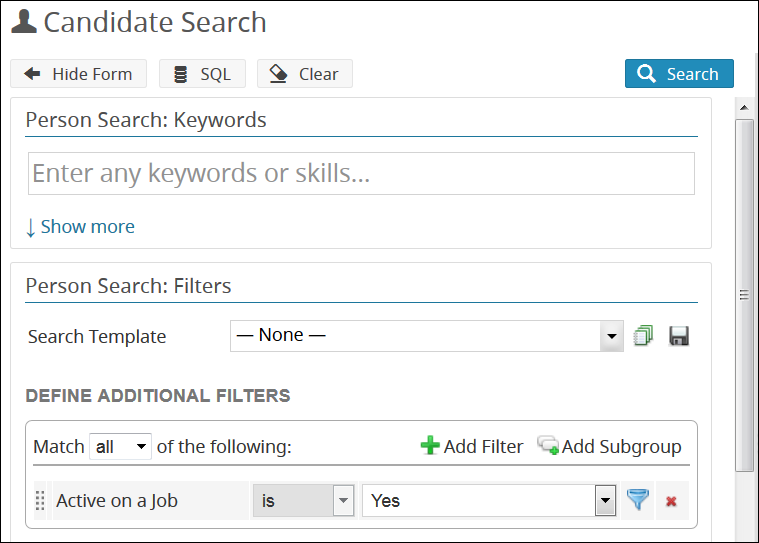 Candidate Search
Hide Form SQL Clear Search
Person Search: Keywords
Enter any keywords or skills...
↓ Show more
Person Search: Filters
Search Template — None —
DEFINE ADDITIONAL FILTERS
Match all of the following: Add Filter Add Subgroup
Active on a Job is Yes